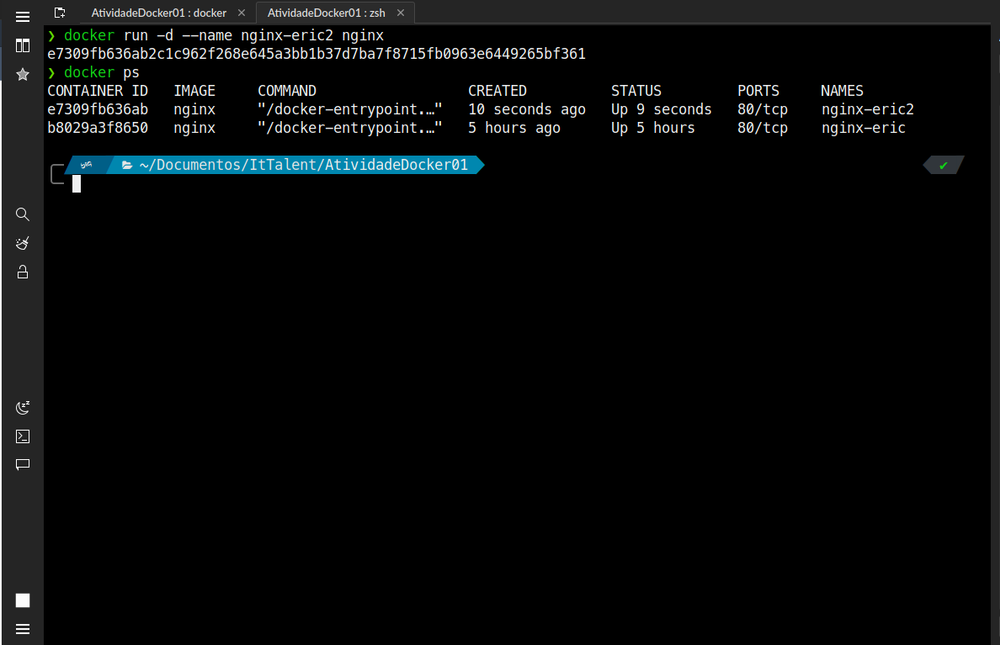 AtividadeDocker01 : docker
AtividadeDocker01 : zsh
❯ docker run -d --name nginx-eric2 nginx
e7309fb636ab2c1c962f268e645a3bb1b37d7ba7f8715fb0963e6449265bf361
❯ docker ps
CONTAINER ID   IMAGE     COMMAND                  CREATED          STATUS         PORTS     NAMES
e7309fb636ab   nginx     "/docker-entrypoint.…"   10 seconds ago   Up 9 seconds   80/tcp    nginx-eric2
b8029a3f8650   nginx     "/docker-entrypoint.…"   5 hours ago      Up 5 hours     80/tcp    nginx-eric
~/Documentos/ItTalent/AtividadeDocker01 ✔